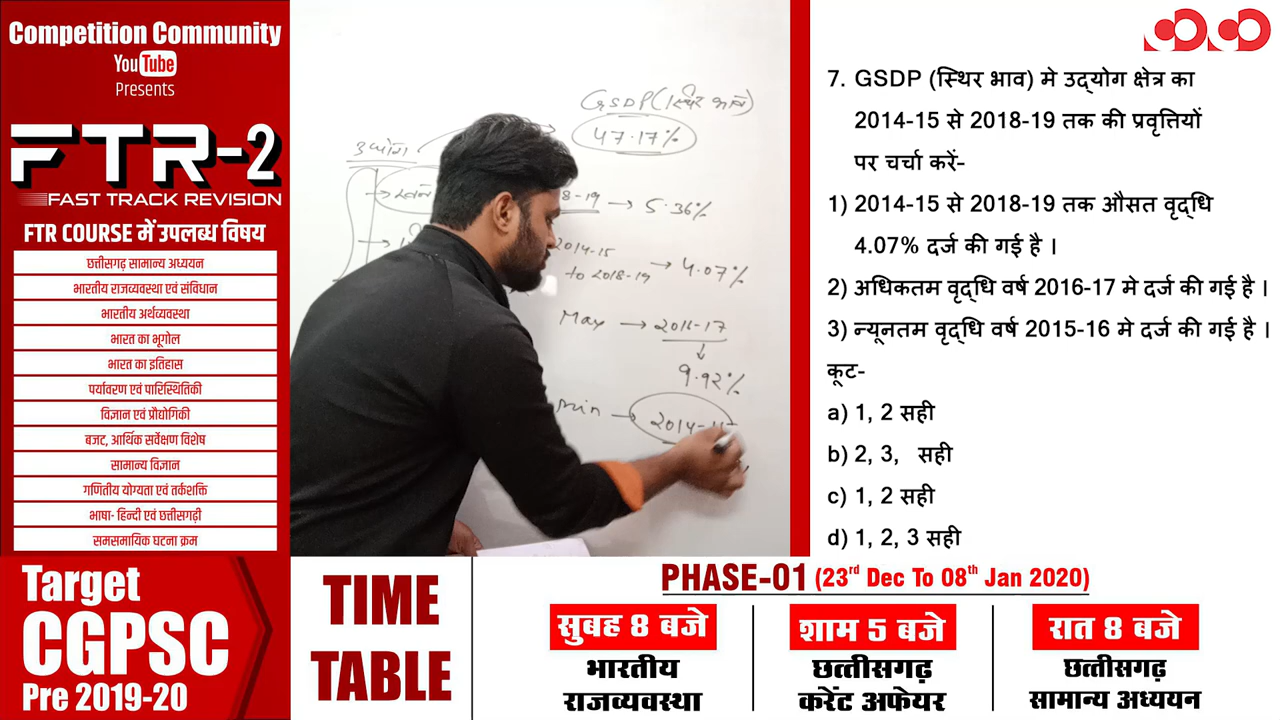 Competition Community
YouTube
Presents
FTR-2
FAST TRACK REVISION
FTR COURSE में उपलब्ध विषय
छत्तीसगढ़ सामान्य अध्ययन
भारतीय राजव्यवस्था एवं संविधान
भारतीय अर्थव्यवस्था
भारत का भूगोल
भारत का इतिहास
पर्यावरण एवं पारिस्थितिकी
विज्ञान एवं प्रौद्योगिकी
बजट, आर्थिक सर्वेक्षण विशेष
सामान्य विज्ञान
गणितीय योग्यता एवं तर्कशक्ति
भाषा- हिन्दी एवं छत्तीसगढ़ी
समसमायिक घटना क्रम
Target
CGPSC
Pre 2019-20
GSDP (स्थिर भाव)
47.17%
उद्योग
8-19 → 5.36%
2014-15
to 2018-19 → 4.07%
Max → 2016-17
9.92%
Min → 2014-15
7. GSDP (स्थिर भाव) मे उद्योग क्षेत्र का
2014-15 से 2018-19 तक की प्रवृत्तियों
पर चर्चा करें-
1) 2014-15 से 2018-19 तक औसत वृद्धि
4.07% दर्ज की गई है ।
2) अधिकतम वृद्धि वर्ष 2016-17 मे दर्ज की गई है ।
3) न्यूनतम वृद्धि वर्ष 2015-16 मे दर्ज की गई है ।
कूट-
a) 1, 2 सही
b) 2, 3, सही
c) 1, 2 सही
d) 1, 2, 3 सही
TIME
TABLE
PHASE-01 (23rd Dec To 08th Jan 2020)
सुबह 8 बजे
भारतीय
राजव्यवस्था
शाम 5 बजे
छत्तीसगढ़
करेंट अफेयर
रात 8 बजे
छत्तीसगढ़
सामान्य अध्ययन